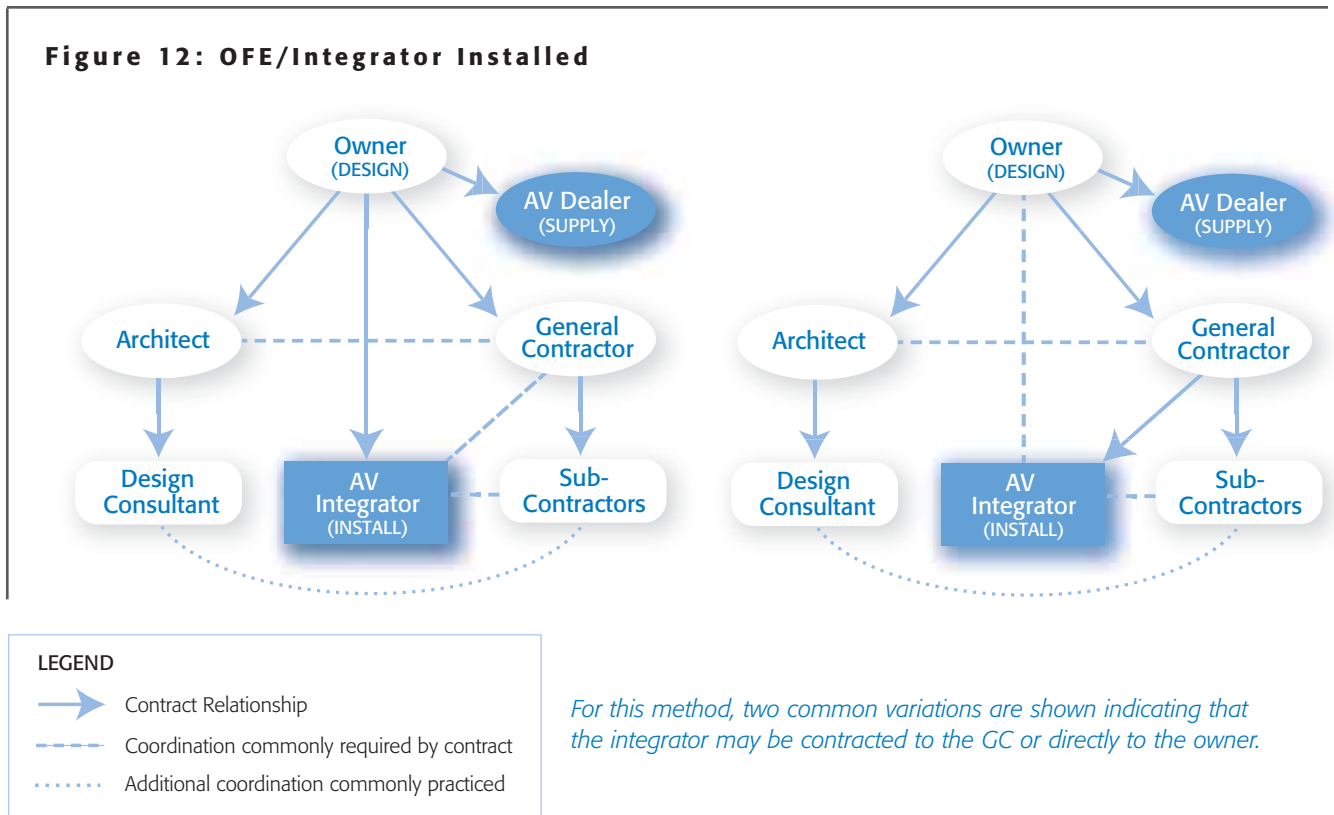 Figure 12: OFE/Integrator Installed
Owner
(DESIGN)
AV Dealer
(SUPPLY)
Architect
General
Contractor
Design
Consultant
AV
Integrator
(INSTALL)
Sub-
Contractors
Owner
(DESIGN)
AV Dealer
(SUPPLY)
Architect
General
Contractor
Design
Consultant
AV
Integrator
(INSTALL)
Sub-
Contractors
LEGEND
Contract Relationship
Coordination commonly required by contract
Additional coordination commonly practiced
For this method, two common variations are shown indicating that
the integrator may be contracted to the GC or directly to the owner.